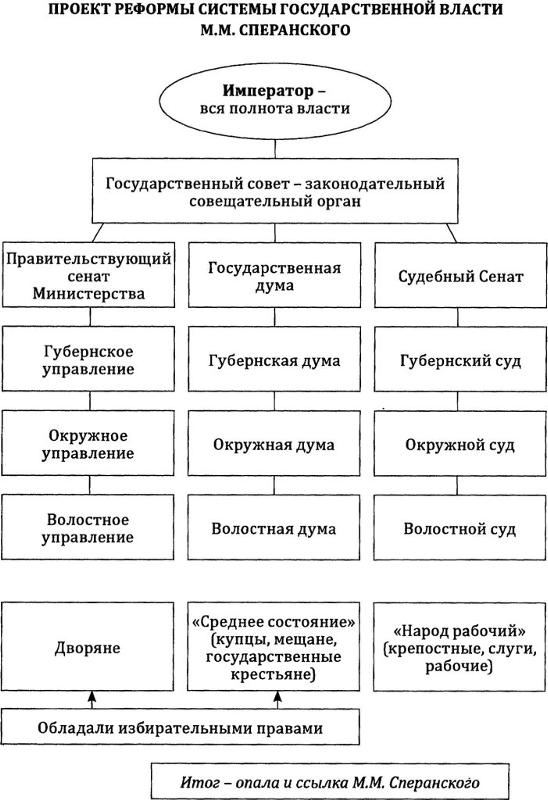 ПРОЕКТ РЕФОРМЫ СИСТЕМЫ ГОСУДАРСТВЕННОЙ ВЛАСТИ
М.М. СПЕРАНСКОГО
Император –
вся полнота власти
Государственный совет – законодательный
совещательный орган
Правительствующий
сенат
Министерства
Государственная
дума
Судебный Сенат
Губернское
управление
Губернская дума
Губернский суд
Окружное
управление
Окружная дума
Окружной суд
Волостное
управление
Волостная дума
Волостной суд
Дворяне
«Среднее состояние»
(купцы, мещане,
государственные
крестьяне)
«Народ рабочий»
(крепостные, слуги,
рабочие)
Обладали избирательными правами
Итог – опала и ссылка М.М. Сперанского